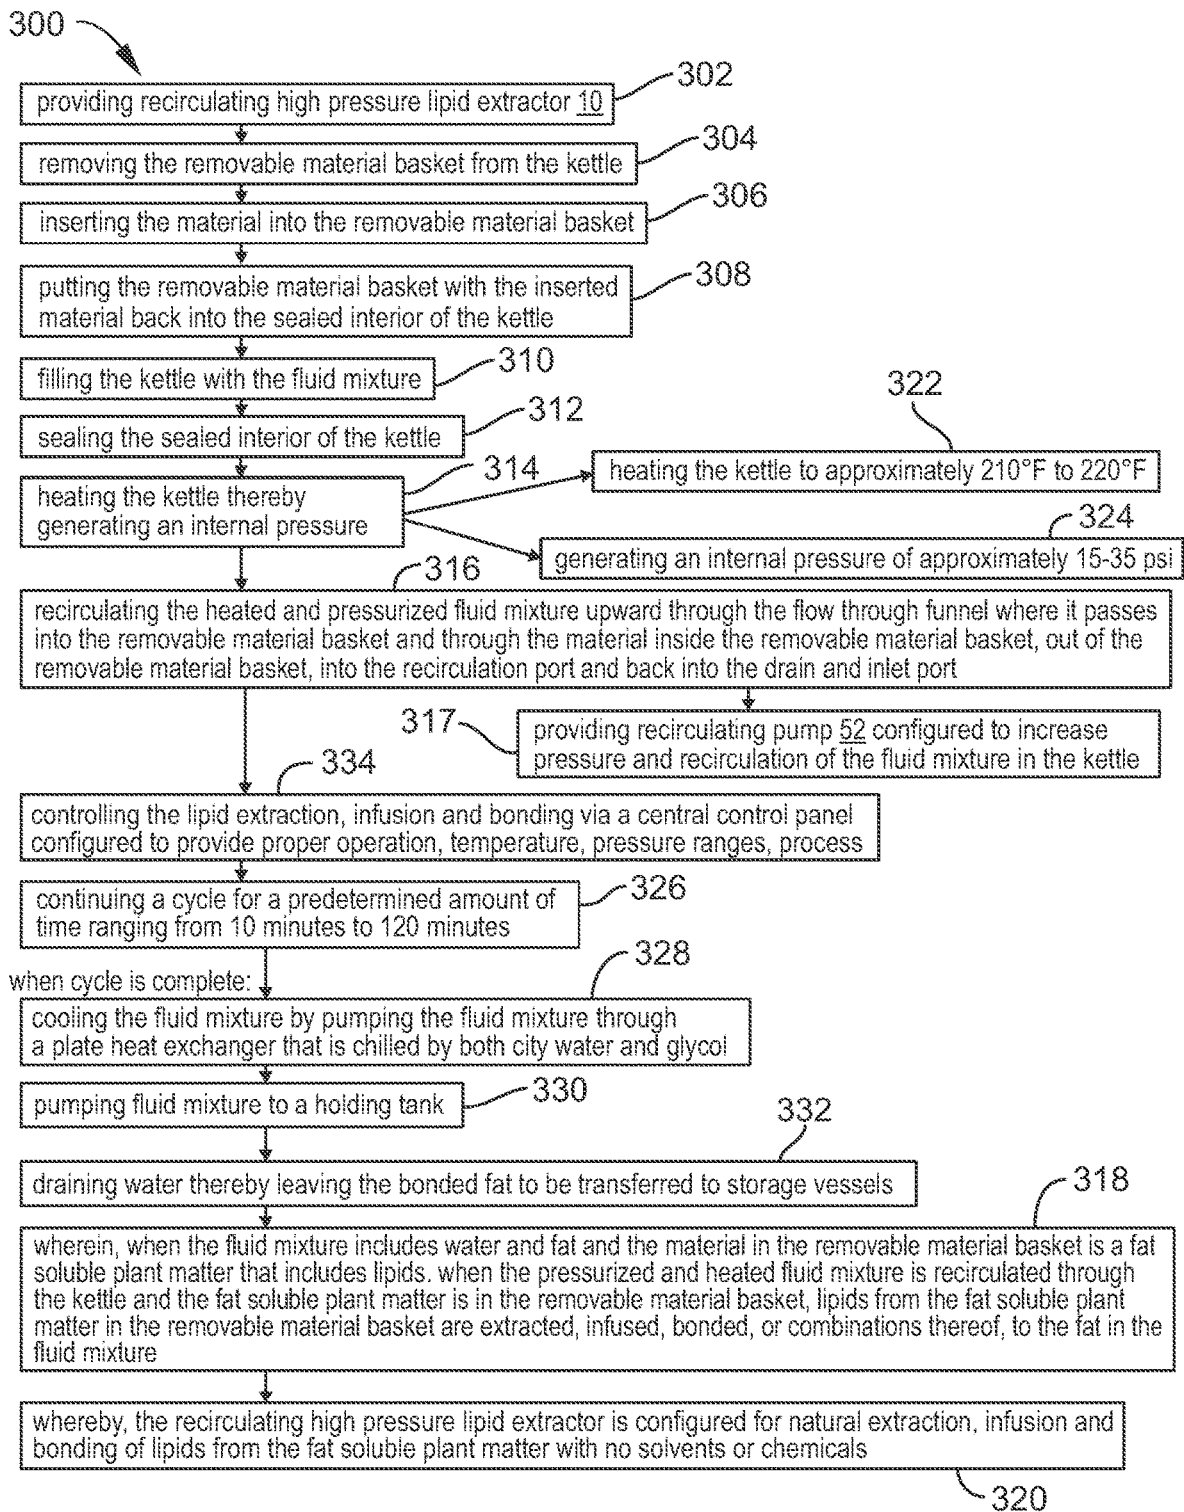 300
302
providing recirculating high pressure lipid extractor 10
304
removing the removable material basket from the kettle
306
inserting the material into the removable material basket
308
putting the removable material basket with the inserted
material back into the sealed interior of the kettle
310
filling the kettle with the fluid mixture
312
sealing the sealed interior of the kettle
314
heating the kettle thereby
generating an internal pressure
322
heating the kettle to approximately 210°F to 220°F
324
generating an internal pressure of approximately 15-35 psi
316
recirculating the heated and pressurized fluid mixture upward through the flow through funnel where it passes
into the removable material basket and through the material inside the removable material basket, out of the
removable material basket, into the recirculation port and back into the drain and inlet port
317
providing recirculating pump 52 configured to increase
pressure and recirculation of the fluid mixture in the kettle
334
controlling the lipid extraction, infusion and bonding via a central control panel
configured to provide proper operation, temperature, pressure ranges, process
326
continuing a cycle for a predetermined amount of
time ranging from 10 minutes to 120 minutes
when cycle is complete:
328
cooling the fluid mixture by pumping the fluid mixture through
a plate heat exchanger that is chilled by both city water and glycol
330
pumping fluid mixture to a holding tank
332
draining water thereby leaving the bonded fat to be transferred to storage vessels
318
wherein, when the fluid mixture includes water and fat and the material in the removable material basket is a fat
soluble plant matter that includes lipids. when the pressurized and heated fluid mixture is recirculated through
the kettle and the fat soluble plant matter is in the removable material basket, lipids from the fat soluble plant
matter in the removable material basket are extracted, infused, bonded, or combinations thereof, to the fat in the
fluid mixture
whereby, the recirculating high pressure lipid extractor is configured for natural extraction, infusion and
bonding of lipids from the fat soluble plant matter with no solvents or chemicals
320